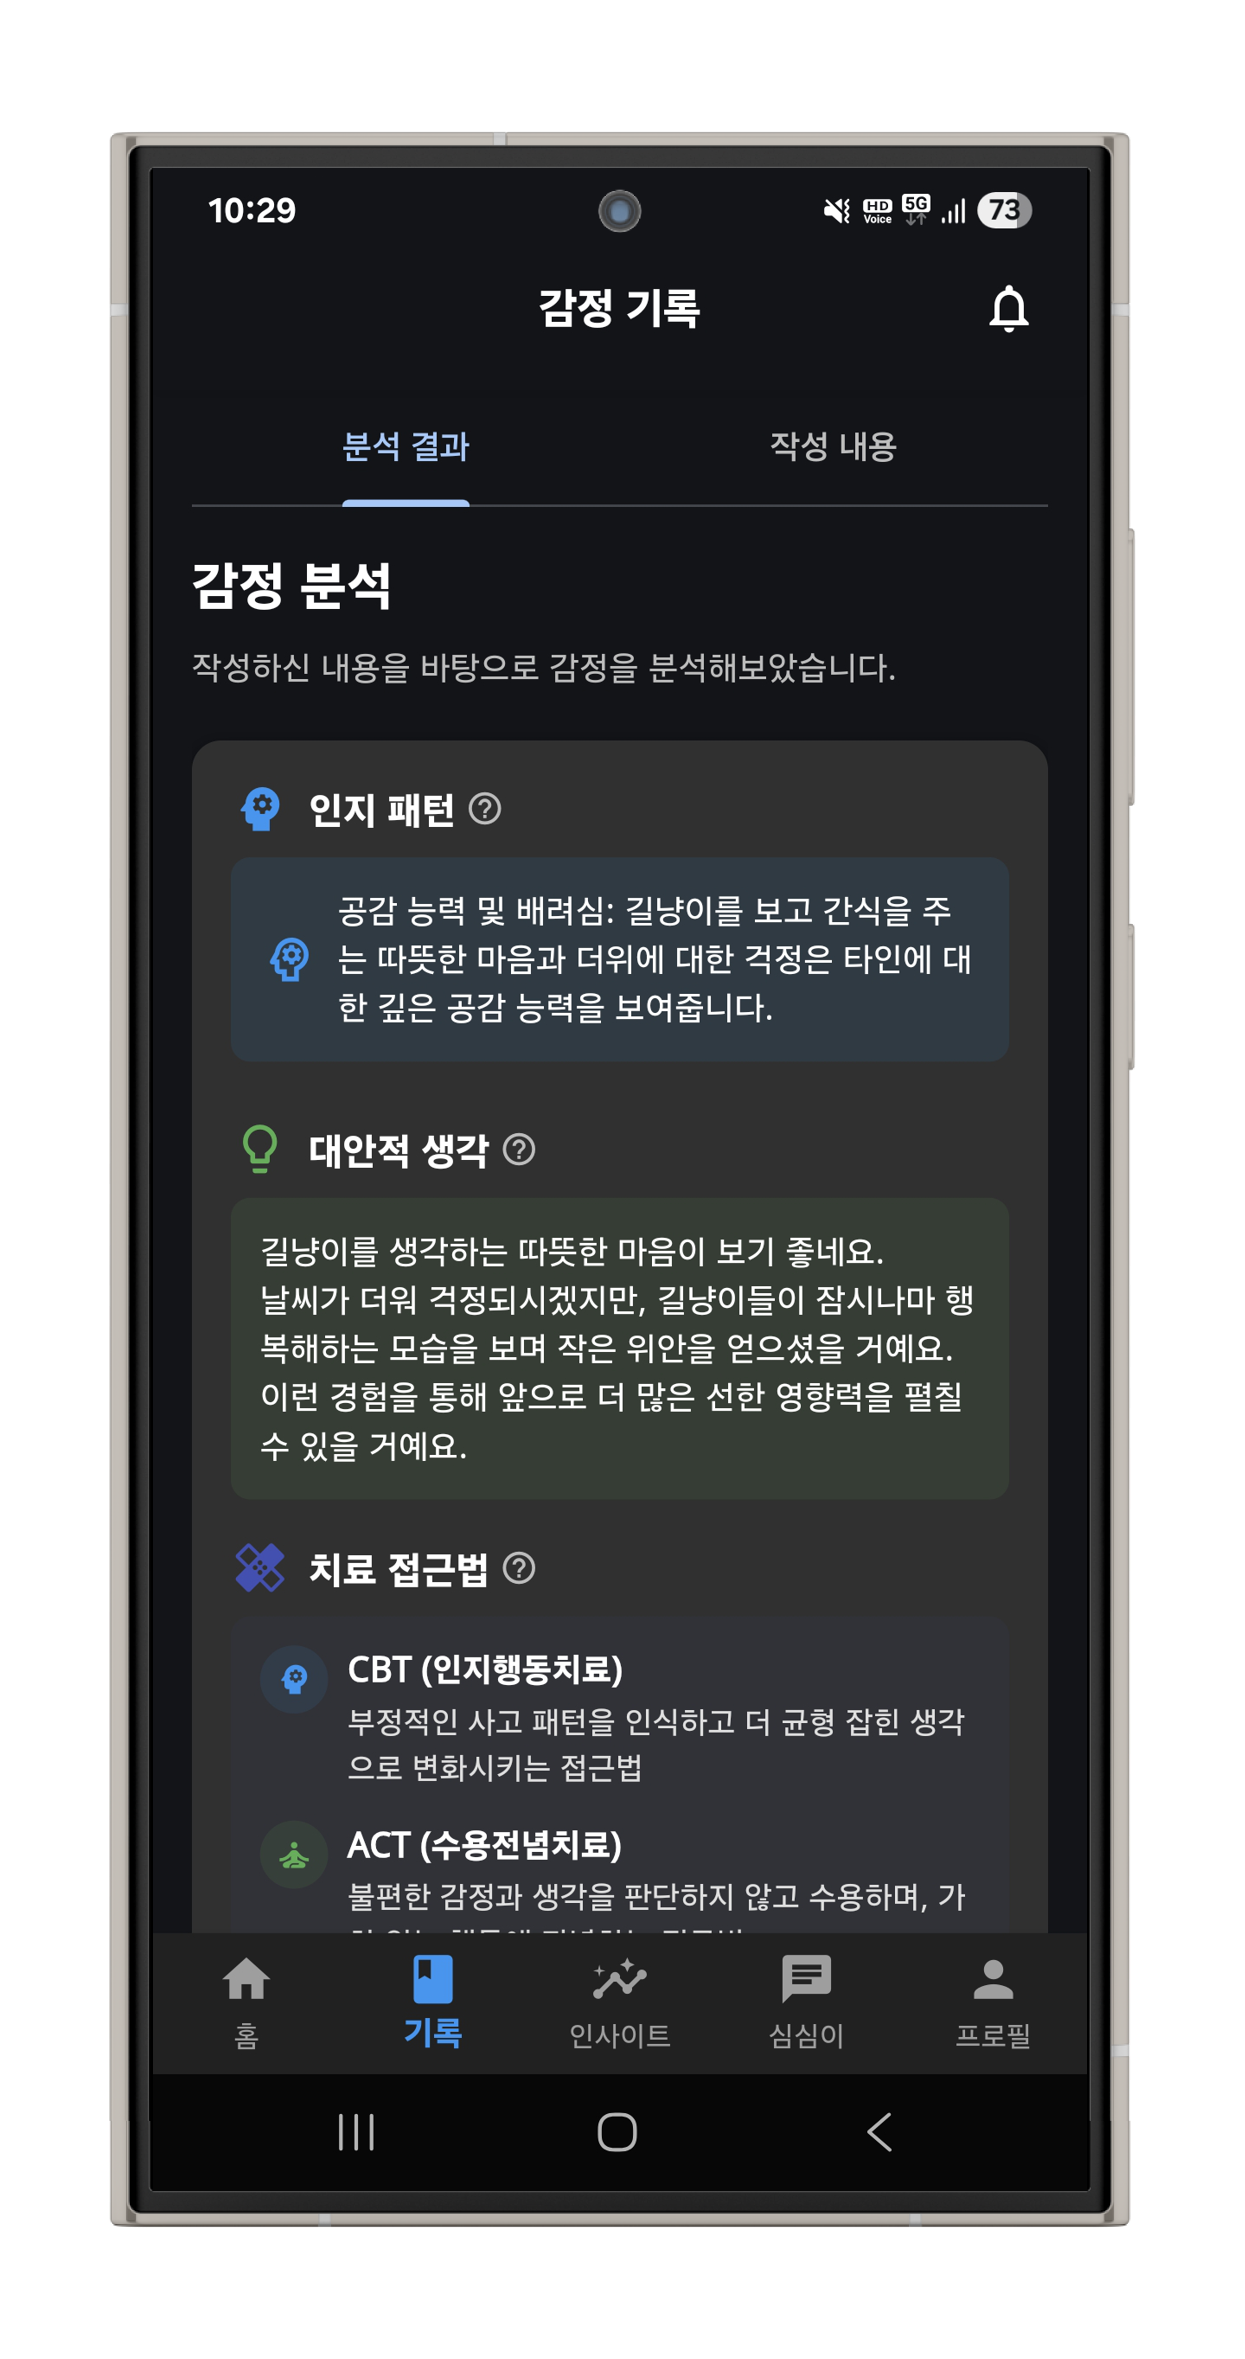 10:29
HD Voice 5G 73
감정 기록
분석 결과 작성 내용
감정 분석
작성하신 내용을 바탕으로 감정을 분석해보았습니다.
인지 패턴 ?
공감 능력 및 배려심: 길냥이를 보고 간식을 주
는 따뜻한 마음과 더위에 대한 걱정은 타인에 대
한 깊은 공감 능력을 보여줍니다.
대안적 생각 ?
길냥이를 생각하는 따뜻한 마음이 보기 좋네요.
날씨가 더워 걱정되시겠지만, 길냥이들이 잠시나마 행
복해하는 모습을 보며 작은 위안을 얻으셨을 거예요.
이런 경험을 통해 앞으로 더 많은 선한 영향력을 펼칠
수 있을 거예요.
치료 접근법 ?
CBT (인지행동치료)
부정적인 사고 패턴을 인식하고 더 균형 잡힌 생각
으로 변화시키는 접근법
ACT (수용전념치료)
불편한 감정과 생각을 판단하지 않고 수용하며, 가
홈 기록 인사이트 심심이 프로필